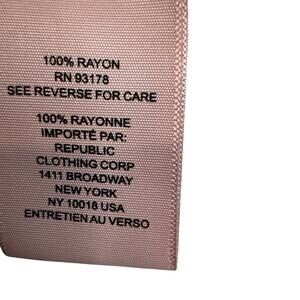 100% RAYON
RN 93178
SEE REVERSE FOR CARE
100% RAYONNE
IMPORTÉ PAR:
REPUBLIC
CLOTHING CORP
1411 BROADWAY
NEW YORK
NY 10018 USA
ENTRETIEN AU VERSO